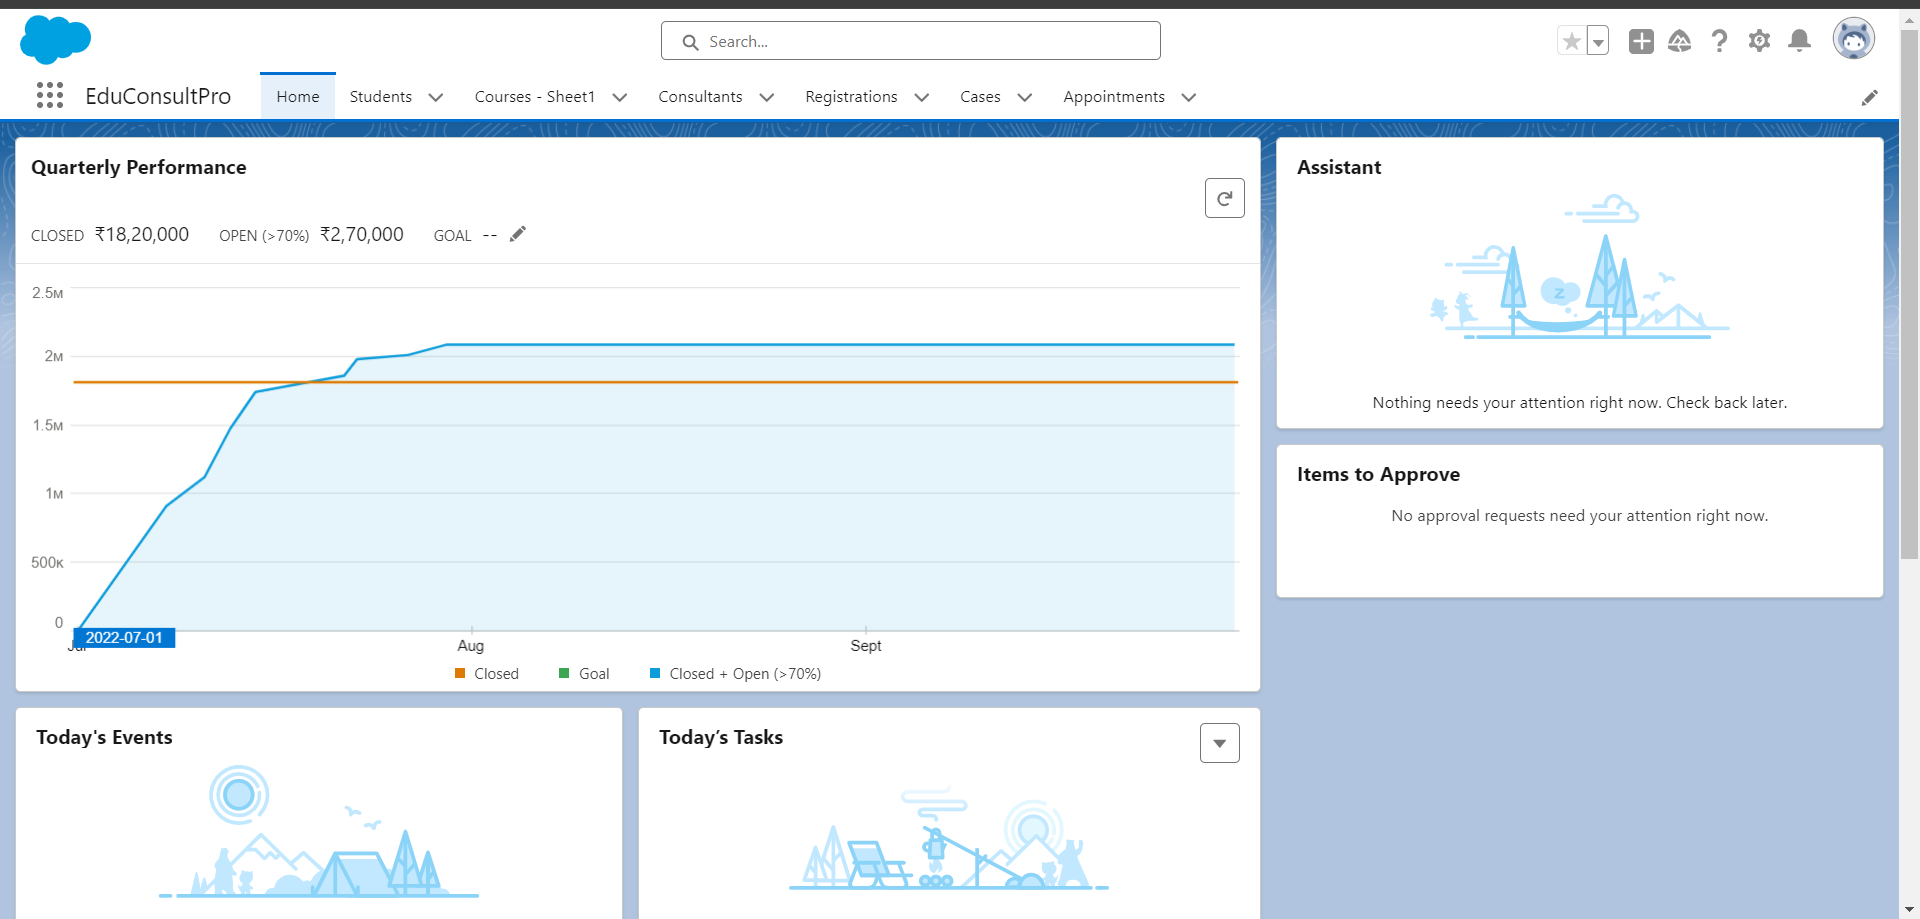 Search...
EduConsultPro
Home
Students
Courses - Sheet1
Consultants
Registrations
Cases
Appointments
Quarterly Performance
CLOSED ₹18,20,000 OPEN (>70%) ₹2,70,000 GOAL --
2.5M
2M
1.5M
1M
500K
0
Jul
2022-07-01
Aug
Sept
Closed
Goal
Closed + Open (>70%)
Assistant
z
Nothing needs your attention right now. Check back later.
Items to Approve
No approval requests need your attention right now.
Today's Events
Today’s Tasks